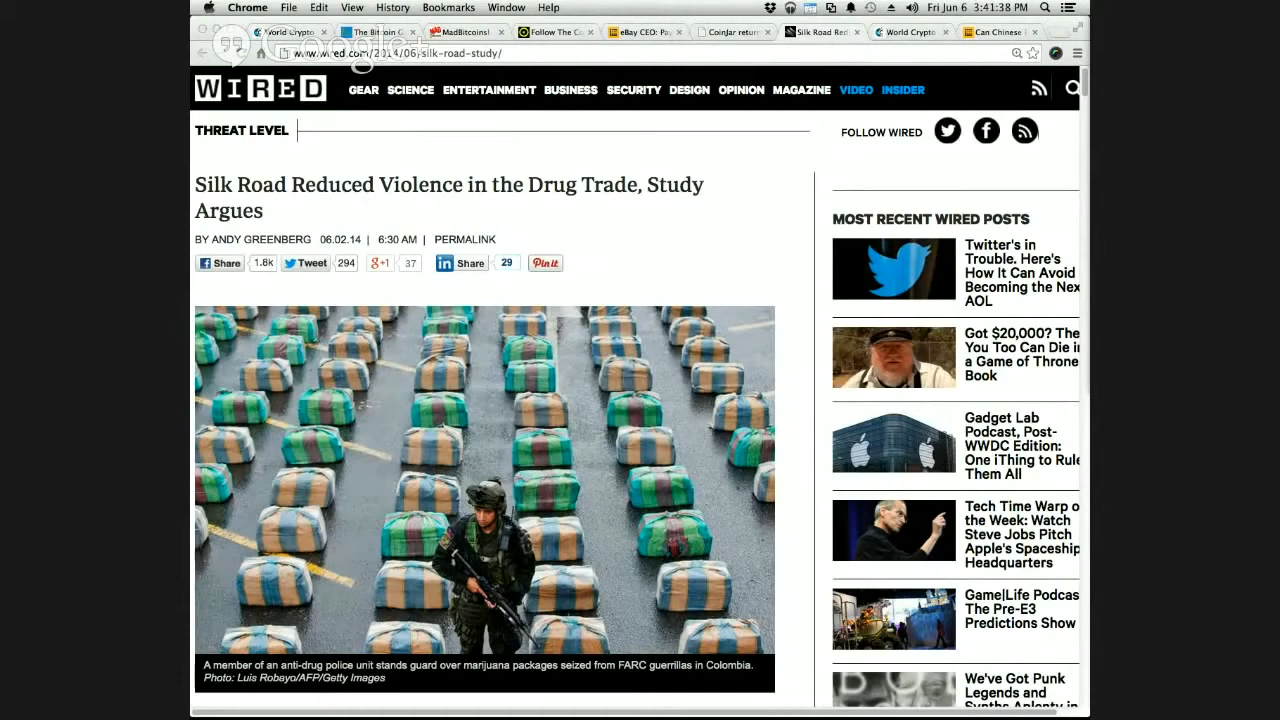 Chrome File Edit View History Bookmarks Window Help Fri Jun 6 3:41:38 PM
World Crypto The Bitcoin G MadBitcoins! Follow The Co eBay CEO: Pay CoinJar return Silk Road Red World Crypto Can Chinese
Google+
www.wired.com/2014/06/silk-road-study/
WIRED GEAR SCIENCE ENTERTAINMENT BUSINESS SECURITY DESIGN OPINION MAGAZINE VIDEO INSIDER
THREAT LEVEL
FOLLOW WIRED
Silk Road Reduced Violence in the Drug Trade, Study
Argues
BY ANDY GREENBERG 06.02.14 | 6:30 AM | PERMALINK
Share 1.8k Tweet 294 g+1 37 in Share 29 Pin it
A member of an anti-drug police unit stands guard over marijuana packages seized from FARC guerrillas in Colombia.
Photo: Luis Robayo/AFP/Getty Images
MOST RECENT WIRED POSTS
Twitter's in
Trouble. Here's
How It Can Avoid
Becoming the Nex
AOL
Got $20,000? The
You Too Can Die i
a Game of Throne
Book
Gadget Lab
Podcast, Post-
WWDC Edition:
One iThing to Rule
Them All
Tech Time Warp o
the Week: Watch
Steve Jobs Pitch
Apple's Spaceship
Headquarters
Game|Life Podcas
The Pre-E3
Predictions Show
We've Got Punk
Legends and
Synths Aplenty in